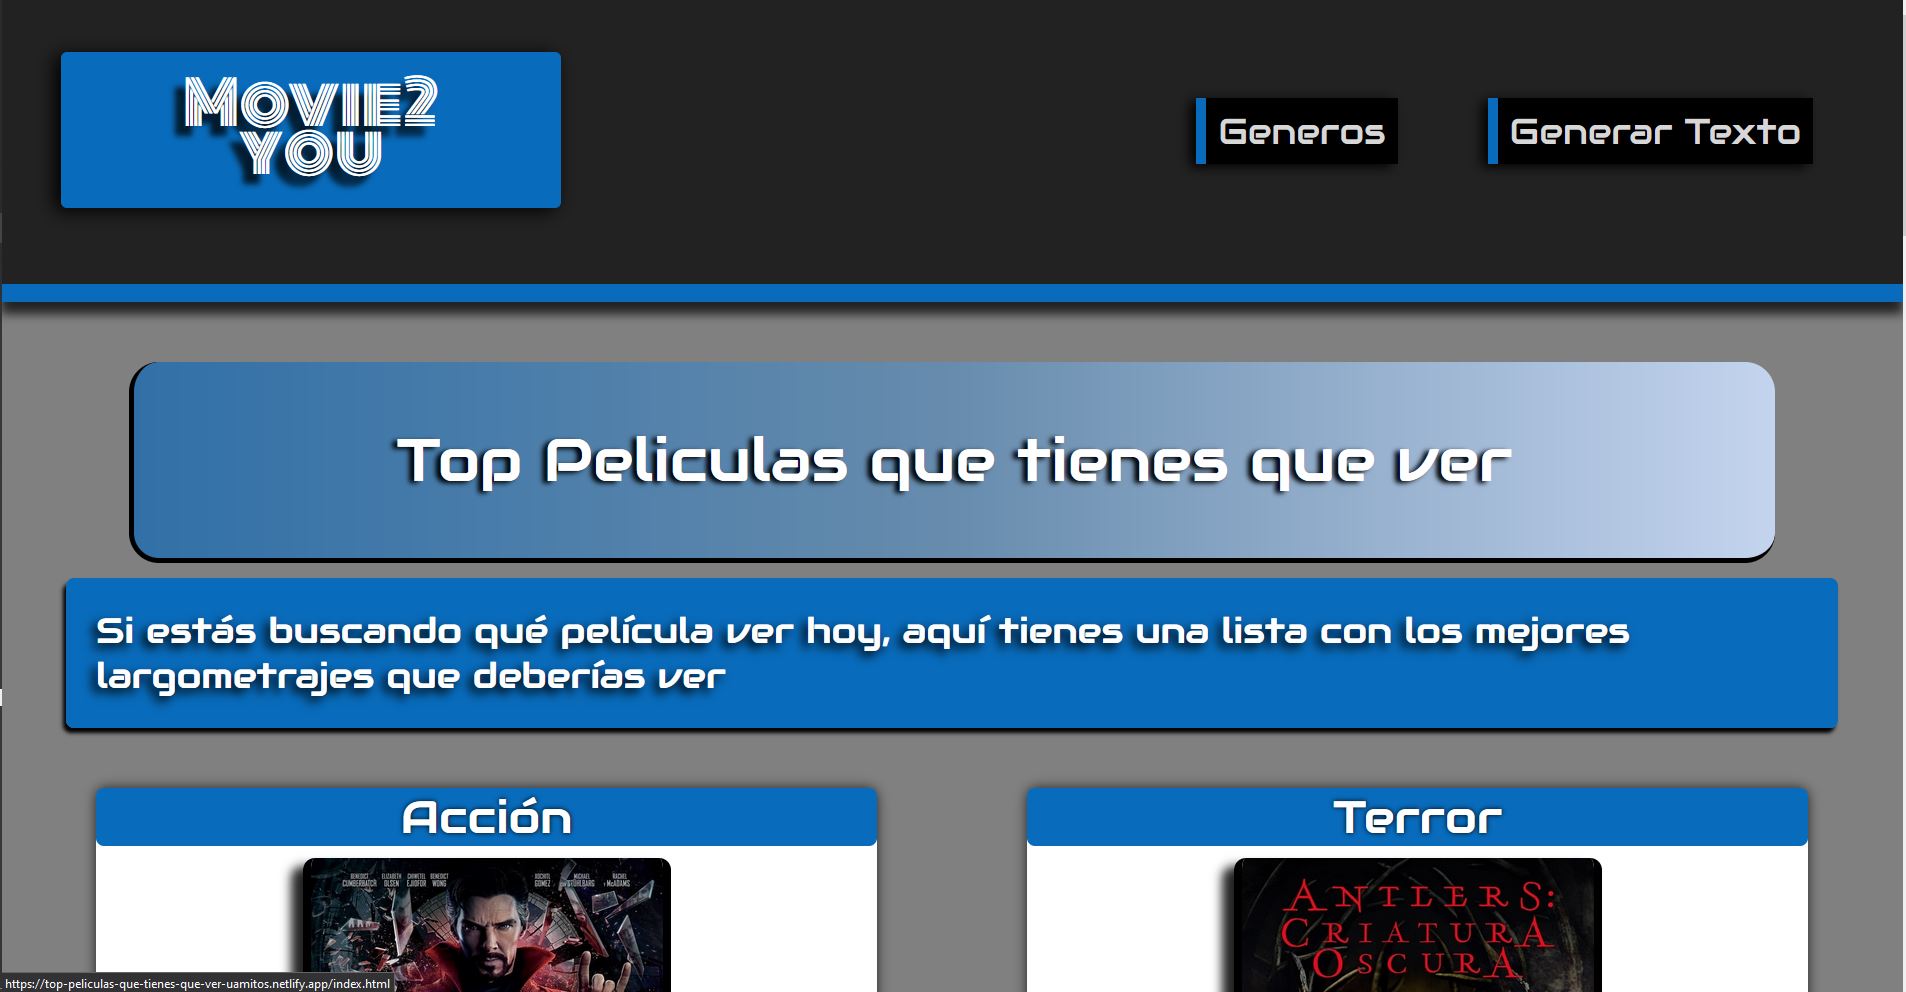 Movie2
You
Generos
Generar Texto
Top Peliculas que tienes que ver
Si estás buscando qué película ver hoy, aquí tienes una lista con los mejores
largometrajes que deberías ver
Acción
Terror
BENEDICT CUMBERBATCH ELIZABETH OLSEN CHIWETEL EJIOFOR BENEDICT WONG XOCHITL GOMEZ MICHAEL STUHLBARG RACHEL McADAMS
ANTLERS:
CRIATURA
OSCURA
https://top-peliculas-que-tienes-que-ver-uamitos.netlify.app/index.html